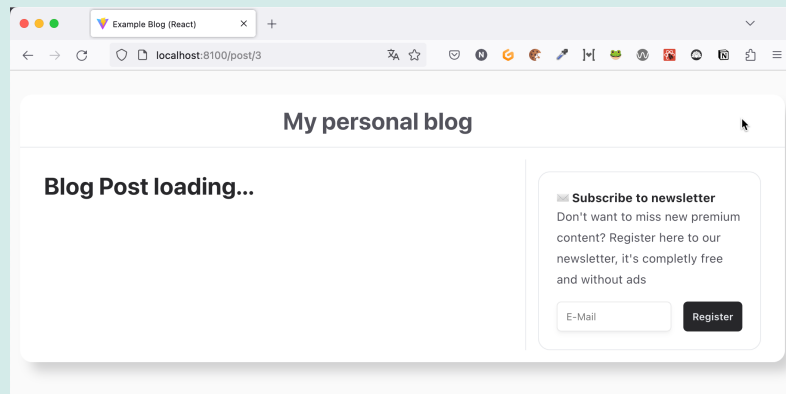 Example Blog (React)
localhost:8100/post/3
My personal blog
Blog Post loading...
Subscribe to newsletter
Don't want to miss new premium
content? Register here to our
newsletter, it's completly free
and without ads
E-Mail
Register